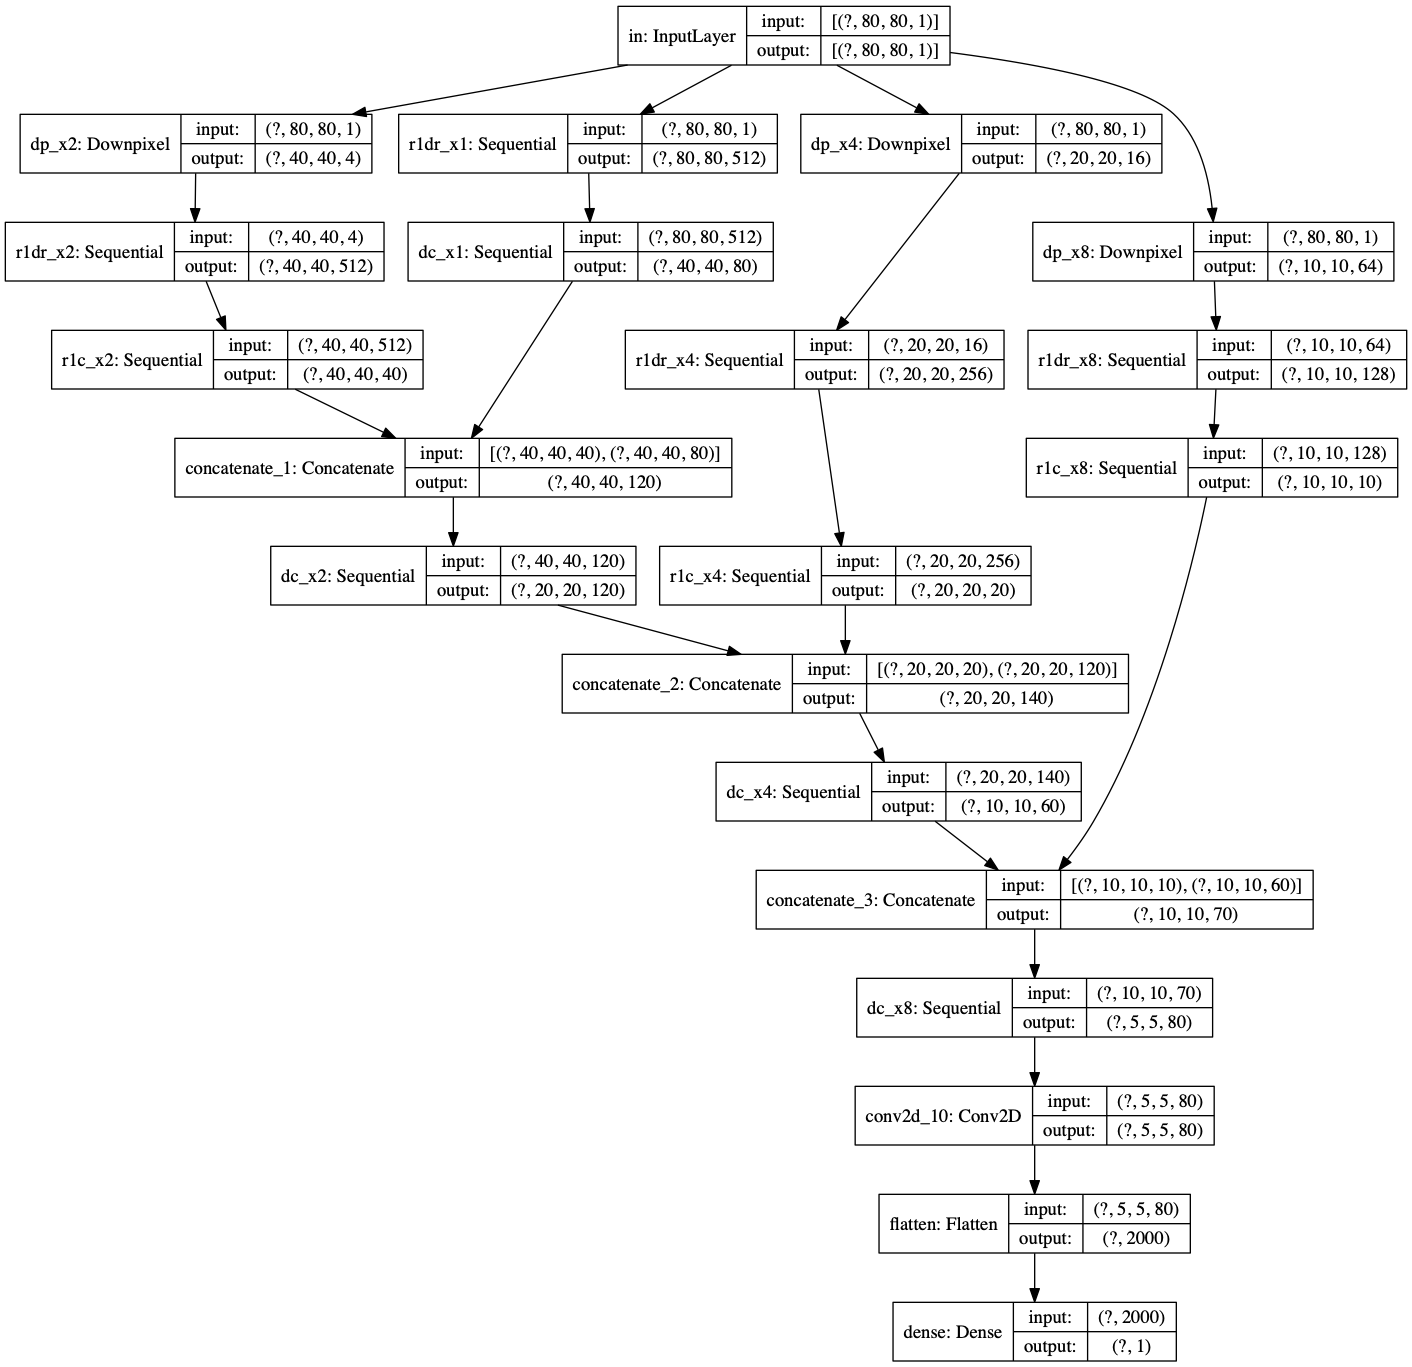 in: InputLayer
input: [(?, 80, 80, 1)]
output: [(?, 80, 80, 1)]
dp_x2: Downpixel
input: (?, 80, 80, 1)
output: (?, 40, 40, 4)
r1dr_x1: Sequential
input: (?, 80, 80, 1)
output: (?, 80, 80, 512)
dp_x4: Downpixel
input: (?, 80, 80, 1)
output: (?, 20, 20, 16)
r1dr_x2: Sequential
input: (?, 40, 40, 4)
output: (?, 40, 40, 512)
dc_x1: Sequential
input: (?, 80, 80, 512)
output: (?, 40, 40, 80)
dp_x8: Downpixel
input: (?, 80, 80, 1)
output: (?, 10, 10, 64)
r1c_x2: Sequential
input: (?, 40, 40, 512)
output: (?, 40, 40, 40)
r1dr_x4: Sequential
input: (?, 20, 20, 16)
output: (?, 20, 20, 256)
r1dr_x8: Sequential
input: (?, 10, 10, 64)
output: (?, 10, 10, 128)
concatenate_1: Concatenate
input: [(?, 40, 40, 40), (?, 40, 40, 80)]
output: (?, 40, 40, 120)
r1c_x8: Sequential
input: (?, 10, 10, 128)
output: (?, 10, 10, 10)
dc_x2: Sequential
input: (?, 40, 40, 120)
output: (?, 20, 20, 120)
r1c_x4: Sequential
input: (?, 20, 20, 256)
output: (?, 20, 20, 20)
concatenate_2: Concatenate
input: [(?, 20, 20, 20), (?, 20, 20, 120)]
output: (?, 20, 20, 140)
dc_x4: Sequential
input: (?, 20, 20, 140)
output: (?, 10, 10, 60)
concatenate_3: Concatenate
input: [(?, 10, 10, 10), (?, 10, 10, 60)]
output: (?, 10, 10, 70)
dc_x8: Sequential
input: (?, 10, 10, 70)
output: (?, 5, 5, 80)
conv2d_10: Conv2D
input: (?, 5, 5, 80)
output: (?, 5, 5, 80)
flatten: Flatten
input: (?, 5, 5, 80)
output: (?, 2000)
dense: Dense
input: (?, 2000)
output: (?, 1)